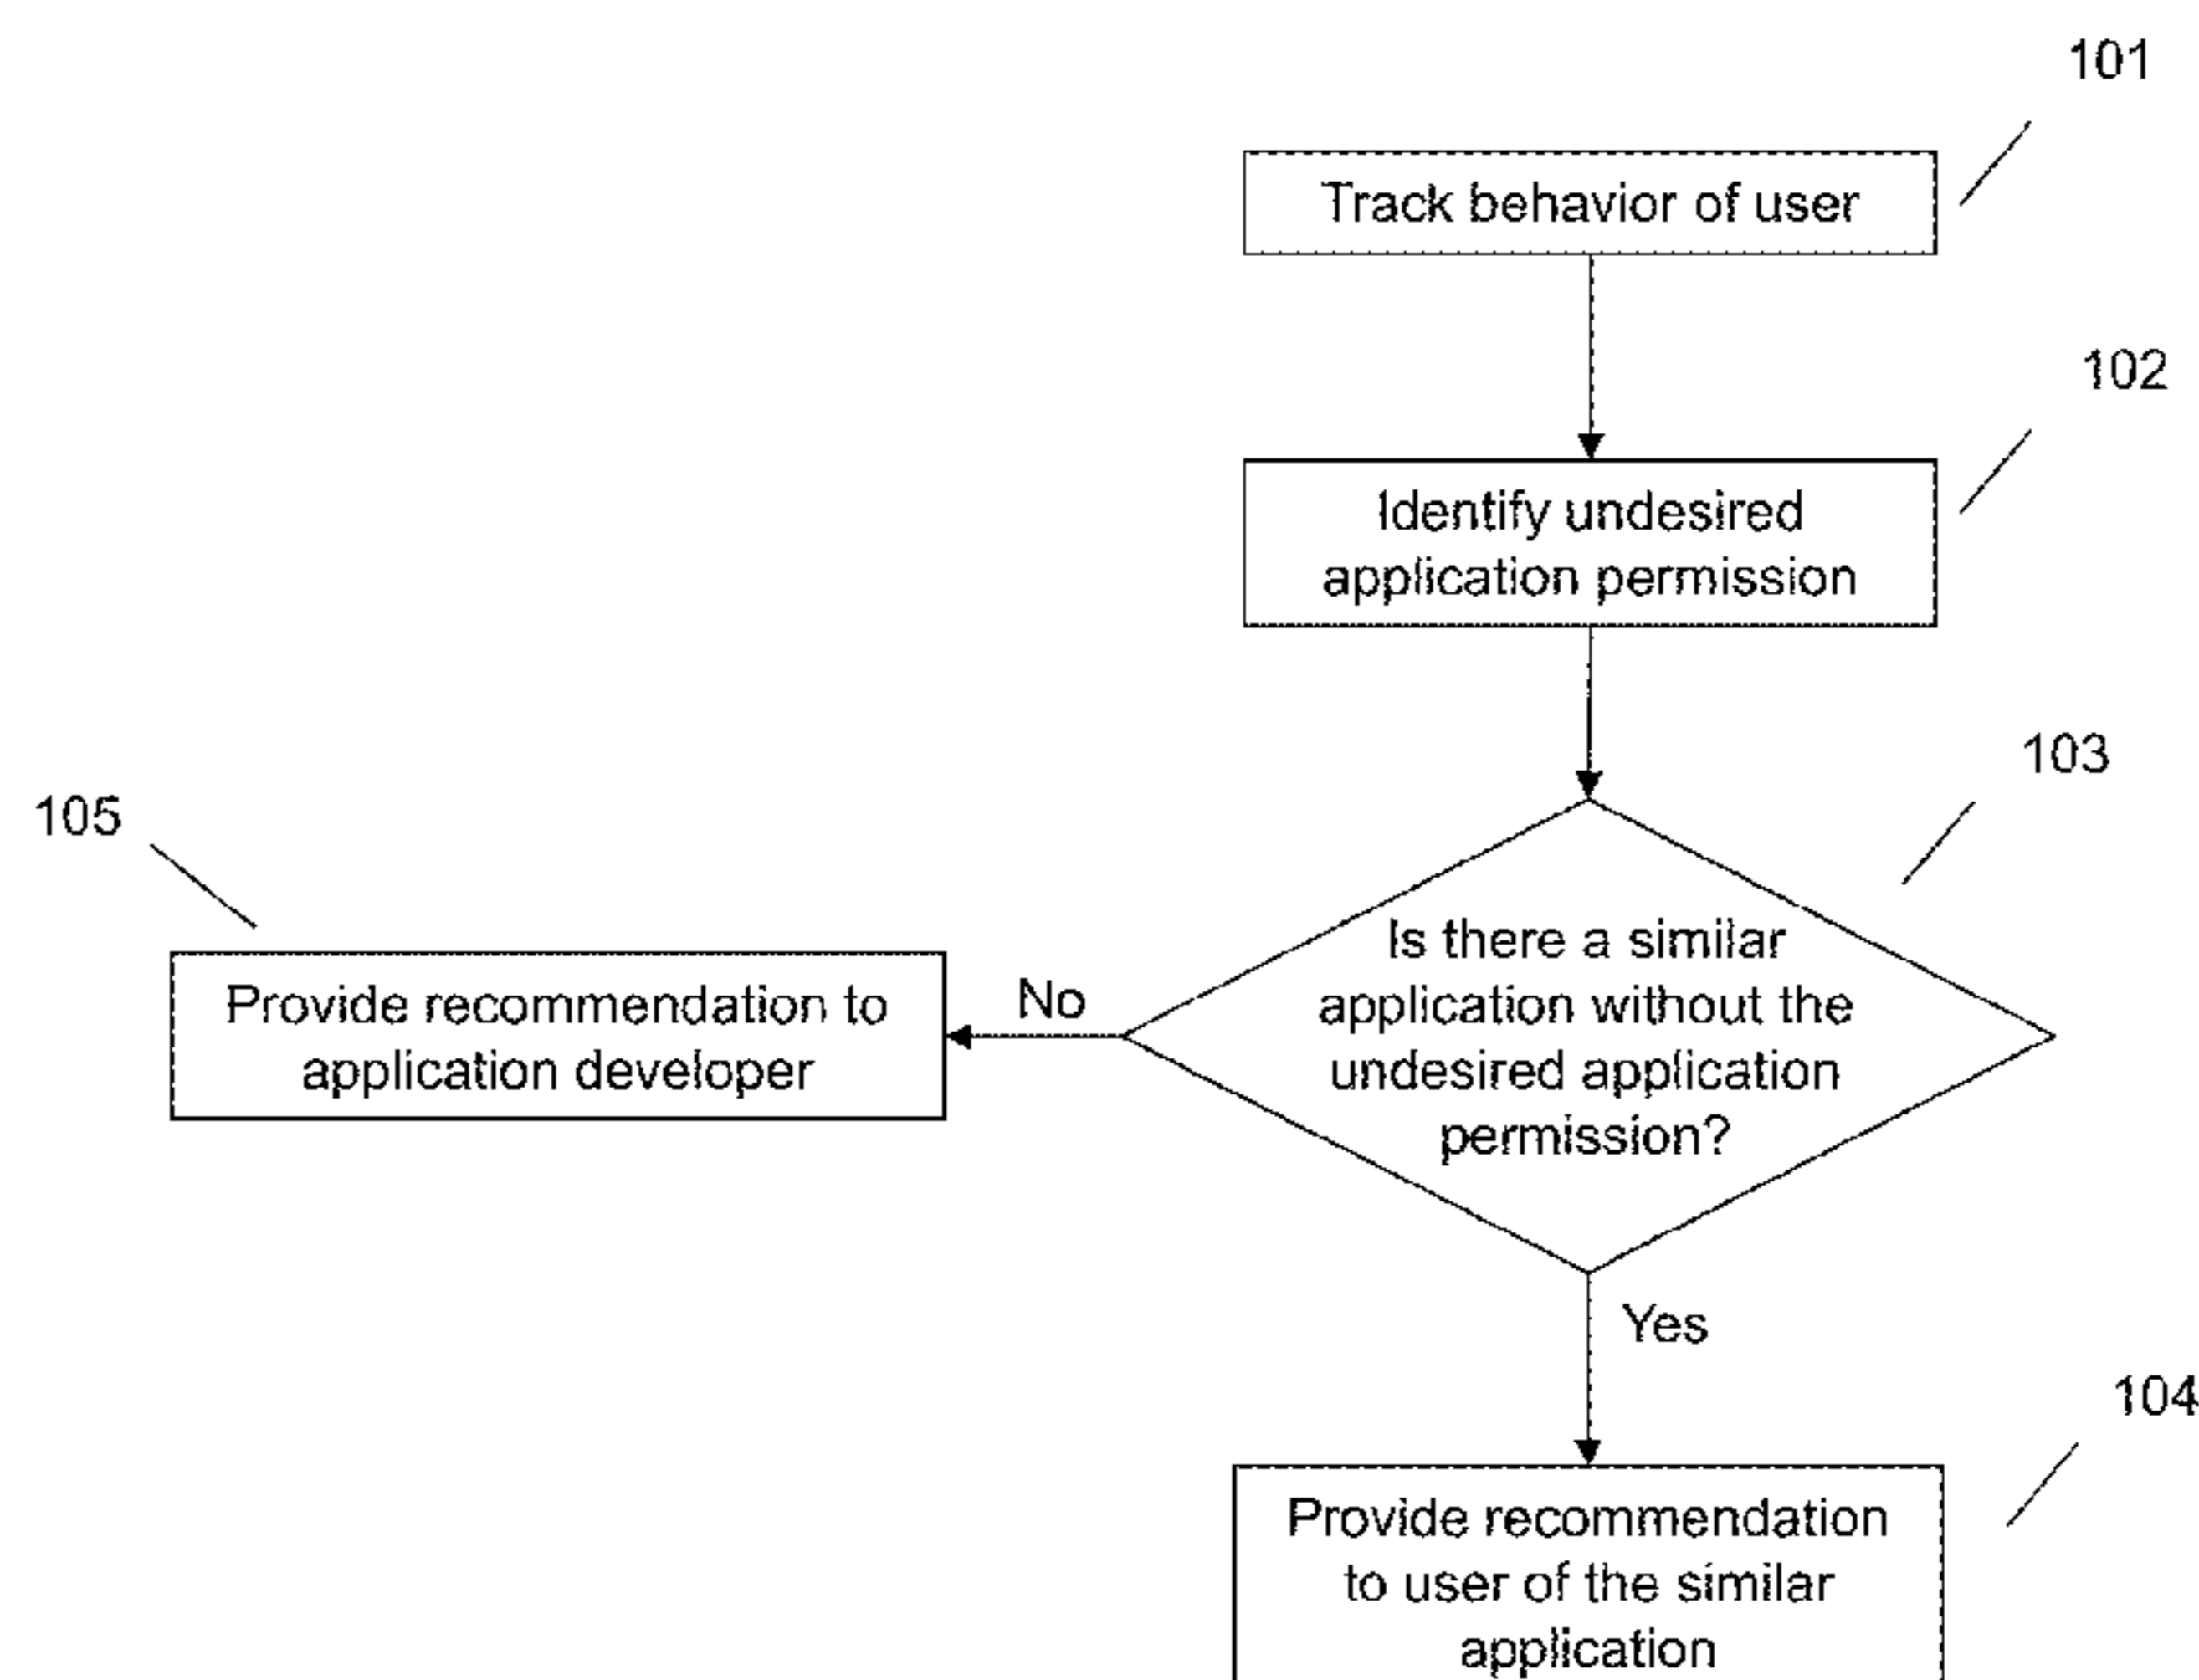 101
Track behavior of user
102
Identify undesired
application permission
103
105
Is there a similar
application without the
undesired application
permission?
No
Provide recommendation to
application developer
Yes
104
Provide recommendation
to user of the similar
application